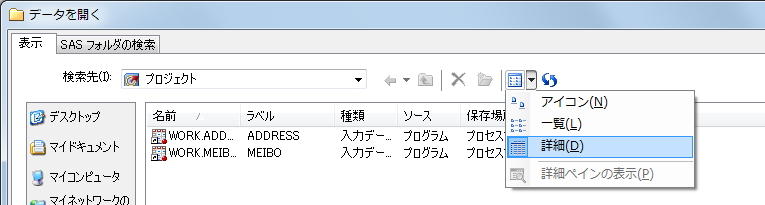 データを開く
表示 SAS フォルダの検索
検索先(I): プロジェクト
アイコン(N)
一覧(L)
詳細(D)
詳細ペインの表示(P)
デスクトップ
マイドキュメント
マイコンピュータ
マイネットワークの
名前 / ラベル 種類 ソース 保存場
WORK.ADD... ADDRESS 入力デー... プログラム プロセス
WORK.MEIB... MEIBO 入力デー... プログラム プロセス